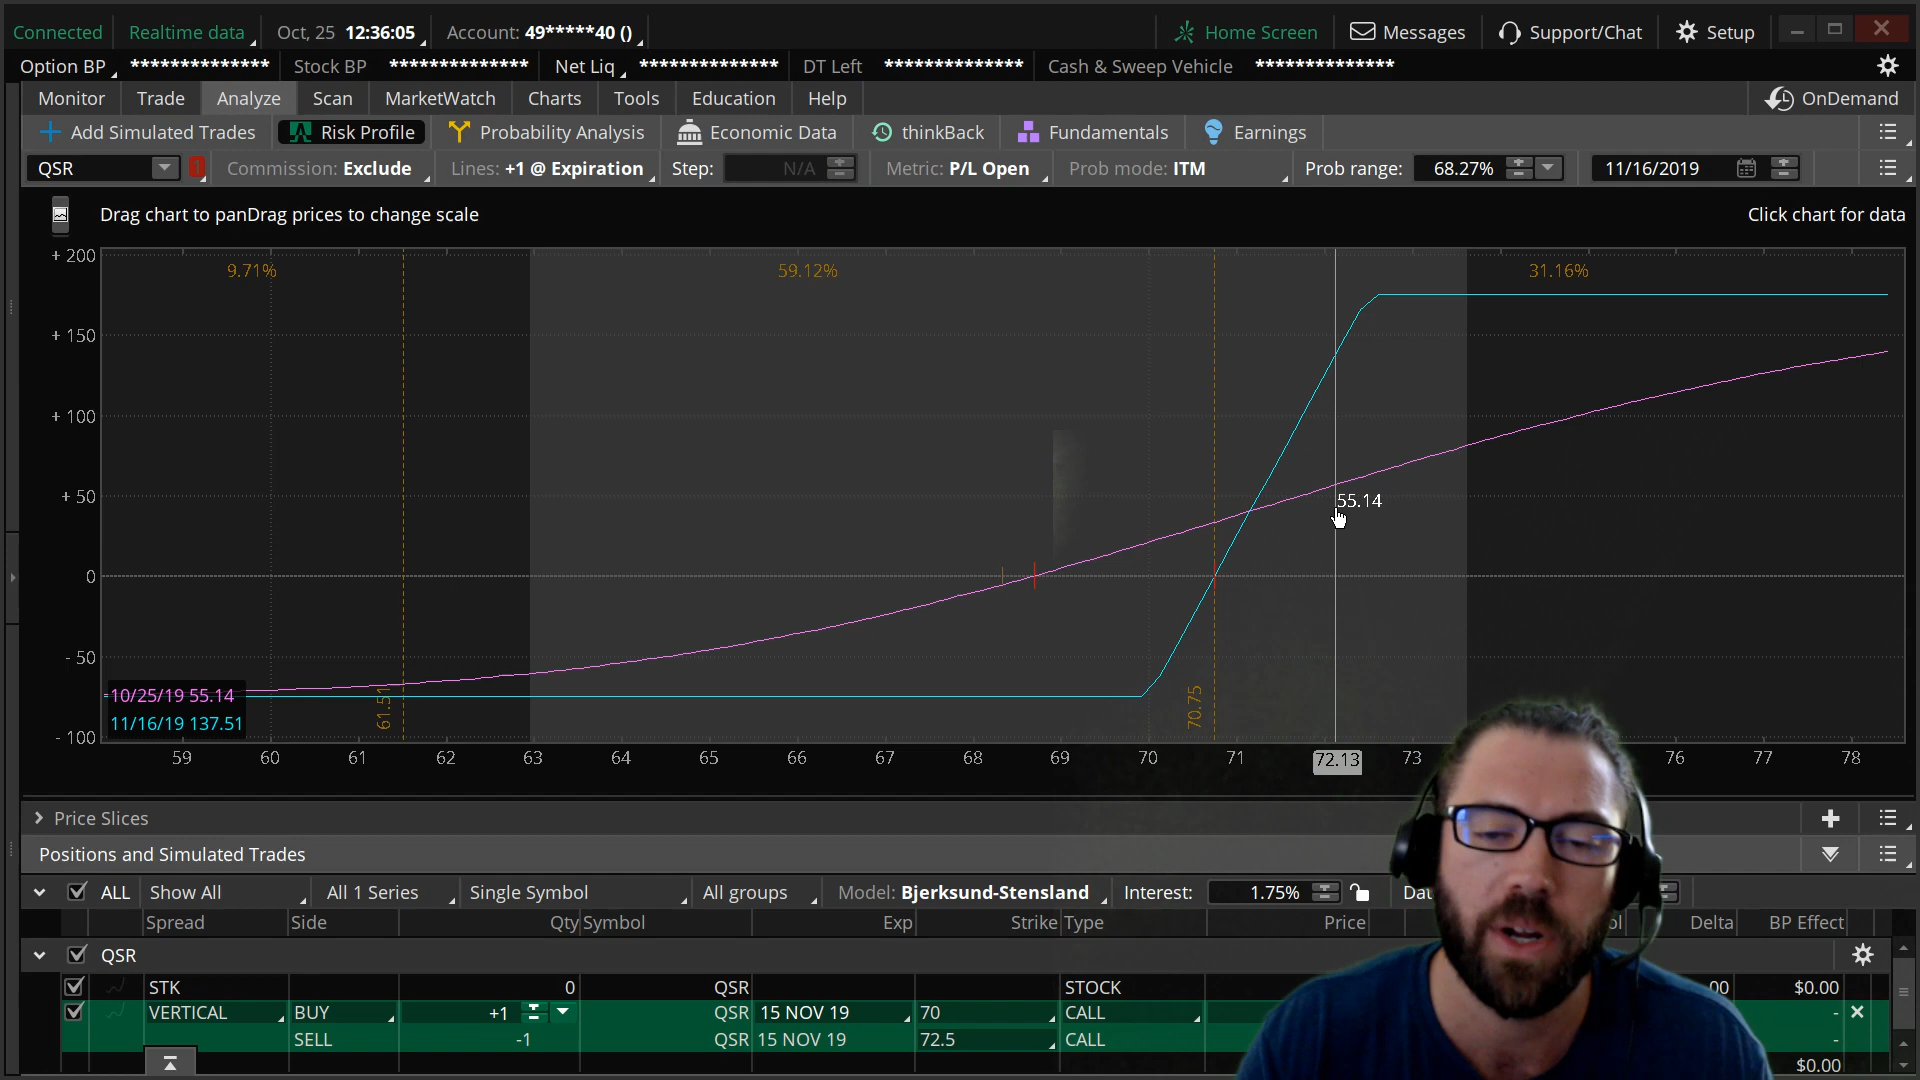 Connected Realtime data Oct, 25 12:36:05 Account: 49*****40 () Home Screen Messages Support/Chat Setup
Option BP ************** Stock BP ************** Net Liq ************** DT Left ************** Cash & Sweep Vehicle **************
Monitor Trade Analyze Scan MarketWatch Charts Tools Education Help OnDemand
Add Simulated Trades Risk Profile Probability Analysis Economic Data thinkBack Fundamentals Earnings
QSR Commission: Exclude Lines: +1 @ Expiration Step: N/A Metric: P/L Open Prob mode: ITM Prob range: 68.27% 11/16/2019
Drag chart to panDrag prices to change scale Click chart for data
+ 200
9.71% 59.12% 31.16%
+ 150
+ 100
+ 50
55.14
0
- 50
10/25/19 55.14
61.51
70.75
11/16/19 137.51
- 100
59 60 61 62 63 64 65 66 67 68 69 70 71 72.13 73 76 77 78
Price Slices
Positions and Simulated Trades
ALL Show All All 1 Series Single Symbol All groups Model: Bjerksund-Stensland Interest: 1.75%
Spread Side Qty Symbol Exp Strike Type Price Delta BP Effect
QSR
STK 0 QSR STOCK 00 $0.00
VERTICAL BUY +1 QSR 15 NOV 19 70 CALL -
SELL -1 QSR 15 NOV 19 72.5 CALL -
$0.00